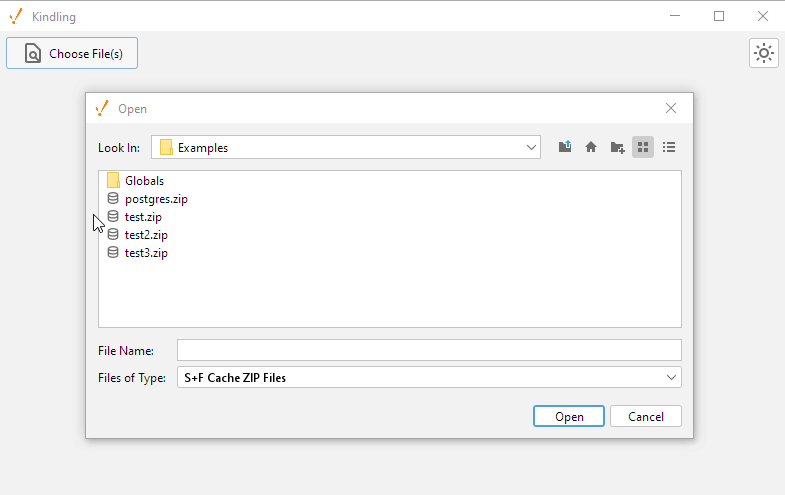 Kindling
Choose File(s)
Open
Look In: Examples
Globals
postgres.zip
test.zip
test2.zip
test3.zip
File Name:
Files of Type: S+F Cache ZIP Files
Open Cancel